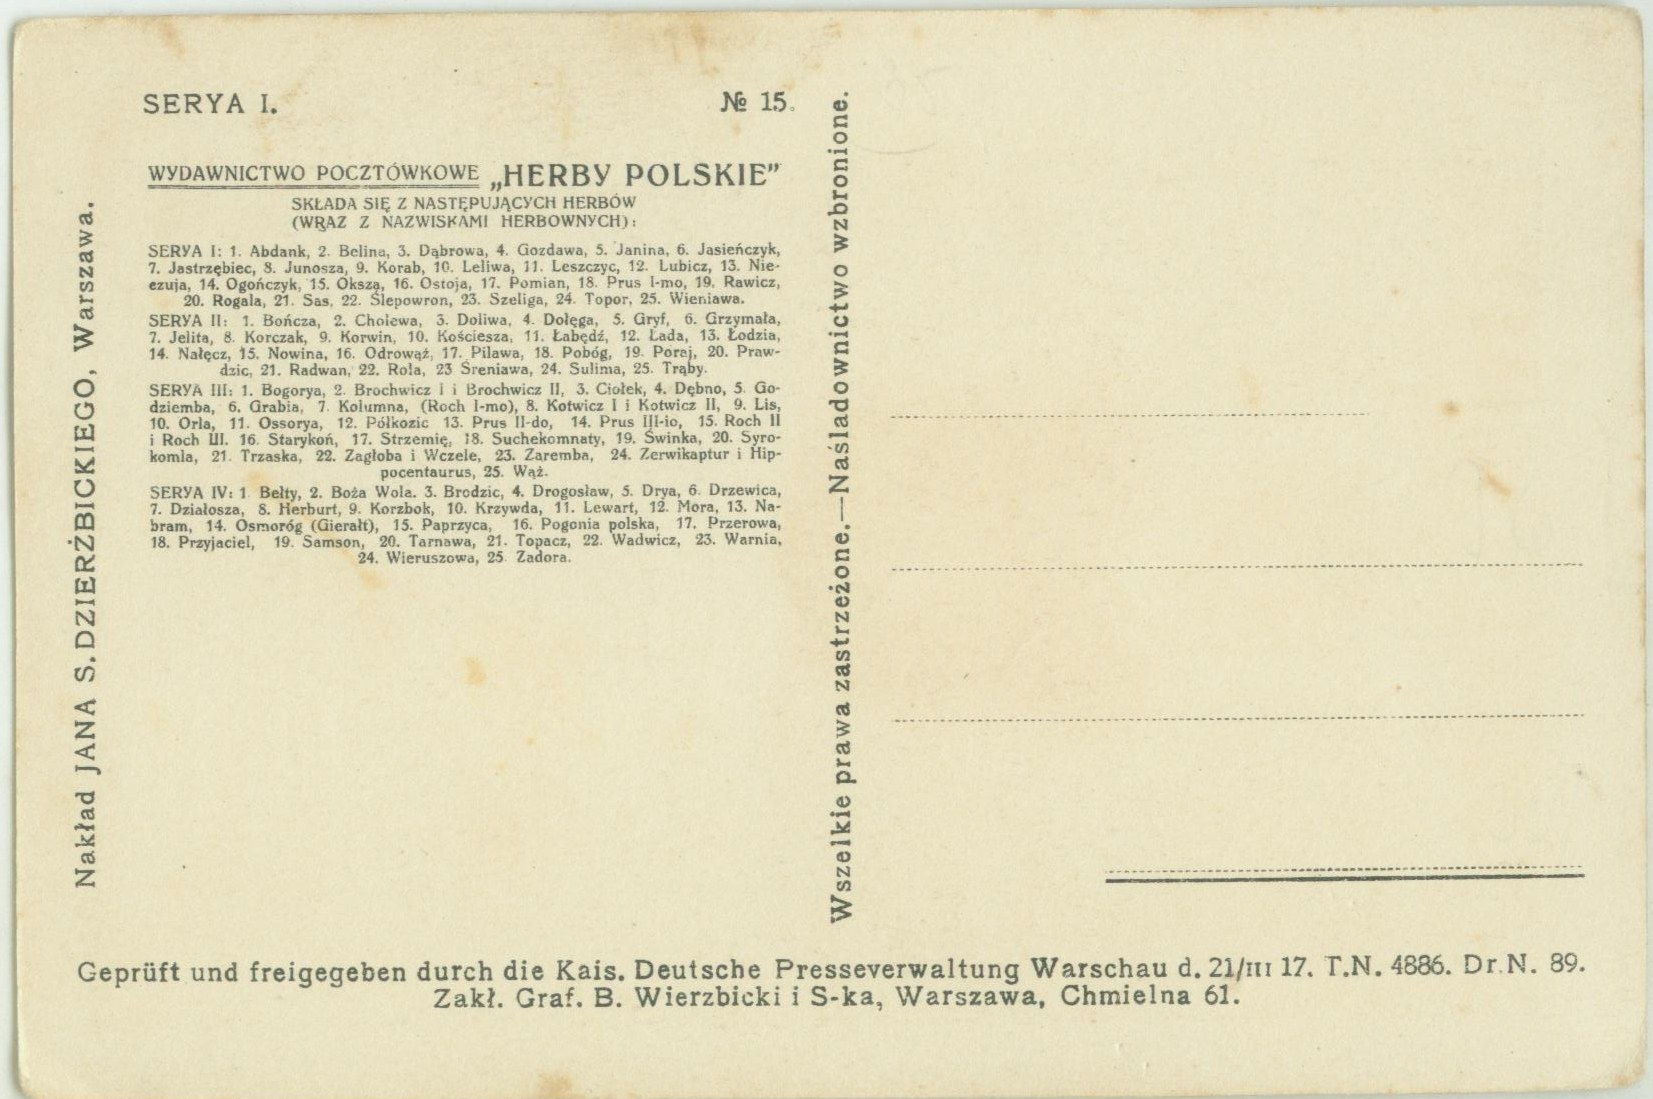 SERYA I.
№ 15.
WYDAWNICTWO POCZTÓWKOWE „HERBY POLSKIE”
SKŁADA SIĘ Z NASTĘPUJĄCYCH HERBÓW
(WRAZ Z NAZWISKAMI HERBOWNYCH):
SERYA I: 1. Abdank, 2. Belina, 3. Dąbrowa, 4. Gozdawa, 5. Janina, 6. Jasieńczyk,
7. Jastrzębiec, 8. Junosza, 9. Korab, 10. Leliwa, 11. Leszczyc, 12. Lubicz, 13. Nie-
czuja, 14. Ogończyk, 15. Oksza, 16. Ostoja, 17. Pomian, 18. Prus I-mo, 19. Rawicz,
20. Rogala, 21. Sas, 22. Ślepowron, 23. Szeliga, 24. Topor, 25. Wieniawa.
SERYA II: 1. Bończa, 2. Cholewa, 3. Doliwa, 4. Dołęga, 5. Gryf, 6. Grzymała,
7. Jelita, 8. Korczak, 9. Korwin, 10. Kościesza, 11. Łabędź, 12. Łada, 13. Łodzia,
14. Nałęcz, 15. Nowina, 16. Odrowąż, 17. Pilawa, 18. Pobóg, 19. Poraj, 20. Praw-
dzic, 21. Radwan, 22. Rola, 23 Śreniawa, 24. Sulima, 25. Trąby.
SERYA III: 1. Bogorya, 2. Brochwicz I i Brochwicz II, 3. Ciołek, 4. Dębno, 5. Go-
dziemba, 6. Grabia, 7. Kolumna, (Roch I-mo), 8. Kotwicz I i Kotwicz II, 9. Lis,
10. Orla, 11. Ossorya, 12. Półkozic 13. Prus II-do, 14. Prus III-io, 15. Roch II
i Roch III. 16. Starykoń, 17. Strzemię, 18. Suchekomnaty, 19. Świnka, 20. Syro-
komla, 21. Trzaska, 22. Zagłoba i Wczele, 23. Zaremba, 24. Zerwikaptur i Hip-
pocentaurus, 25. Wąż.
SERYA IV: 1 Bełty, 2. Boża Wola. 3. Brodzic, 4. Drogosław, 5. Drya, 6. Drzewica,
7. Działosza, 8. Herburt, 9. Korzbok, 10. Krzywda, 11. Lewart, 12. Mora, 13. Na-
bram, 14. Osmoróg (Gierałt), 15. Paprzyca, 16. Pogonia polska, 17. Przerowa,
18. Przyjaciel, 19. Samson, 20. Tarnawa, 21. Topacz, 22. Wadwicz, 23. Warnia,
24. Wieruszowa, 25. Zadora.
Nakład JANA S. DZIERŻBICKIEGO, Warszawa.
Wszelkie prawa zastrzeżone.—Naśladownictwo wzbronione.
Geprüft und freigegeben durch die Kais. Deutsche Presseverwaltung Warschau d. 21/III 17. T.N. 4886. Dr. N. 89.
Zakł. Graf. B. Wierzbicki i S-ka, Warszawa, Chmielna 61.